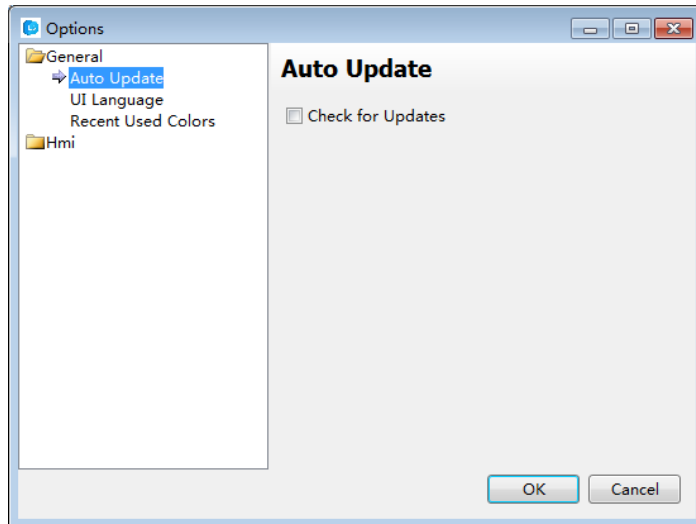 Options
General
Auto Update
UI Language
Recent Used Colors
Hmi
Auto Update
Check for Updates
OK
Cancel